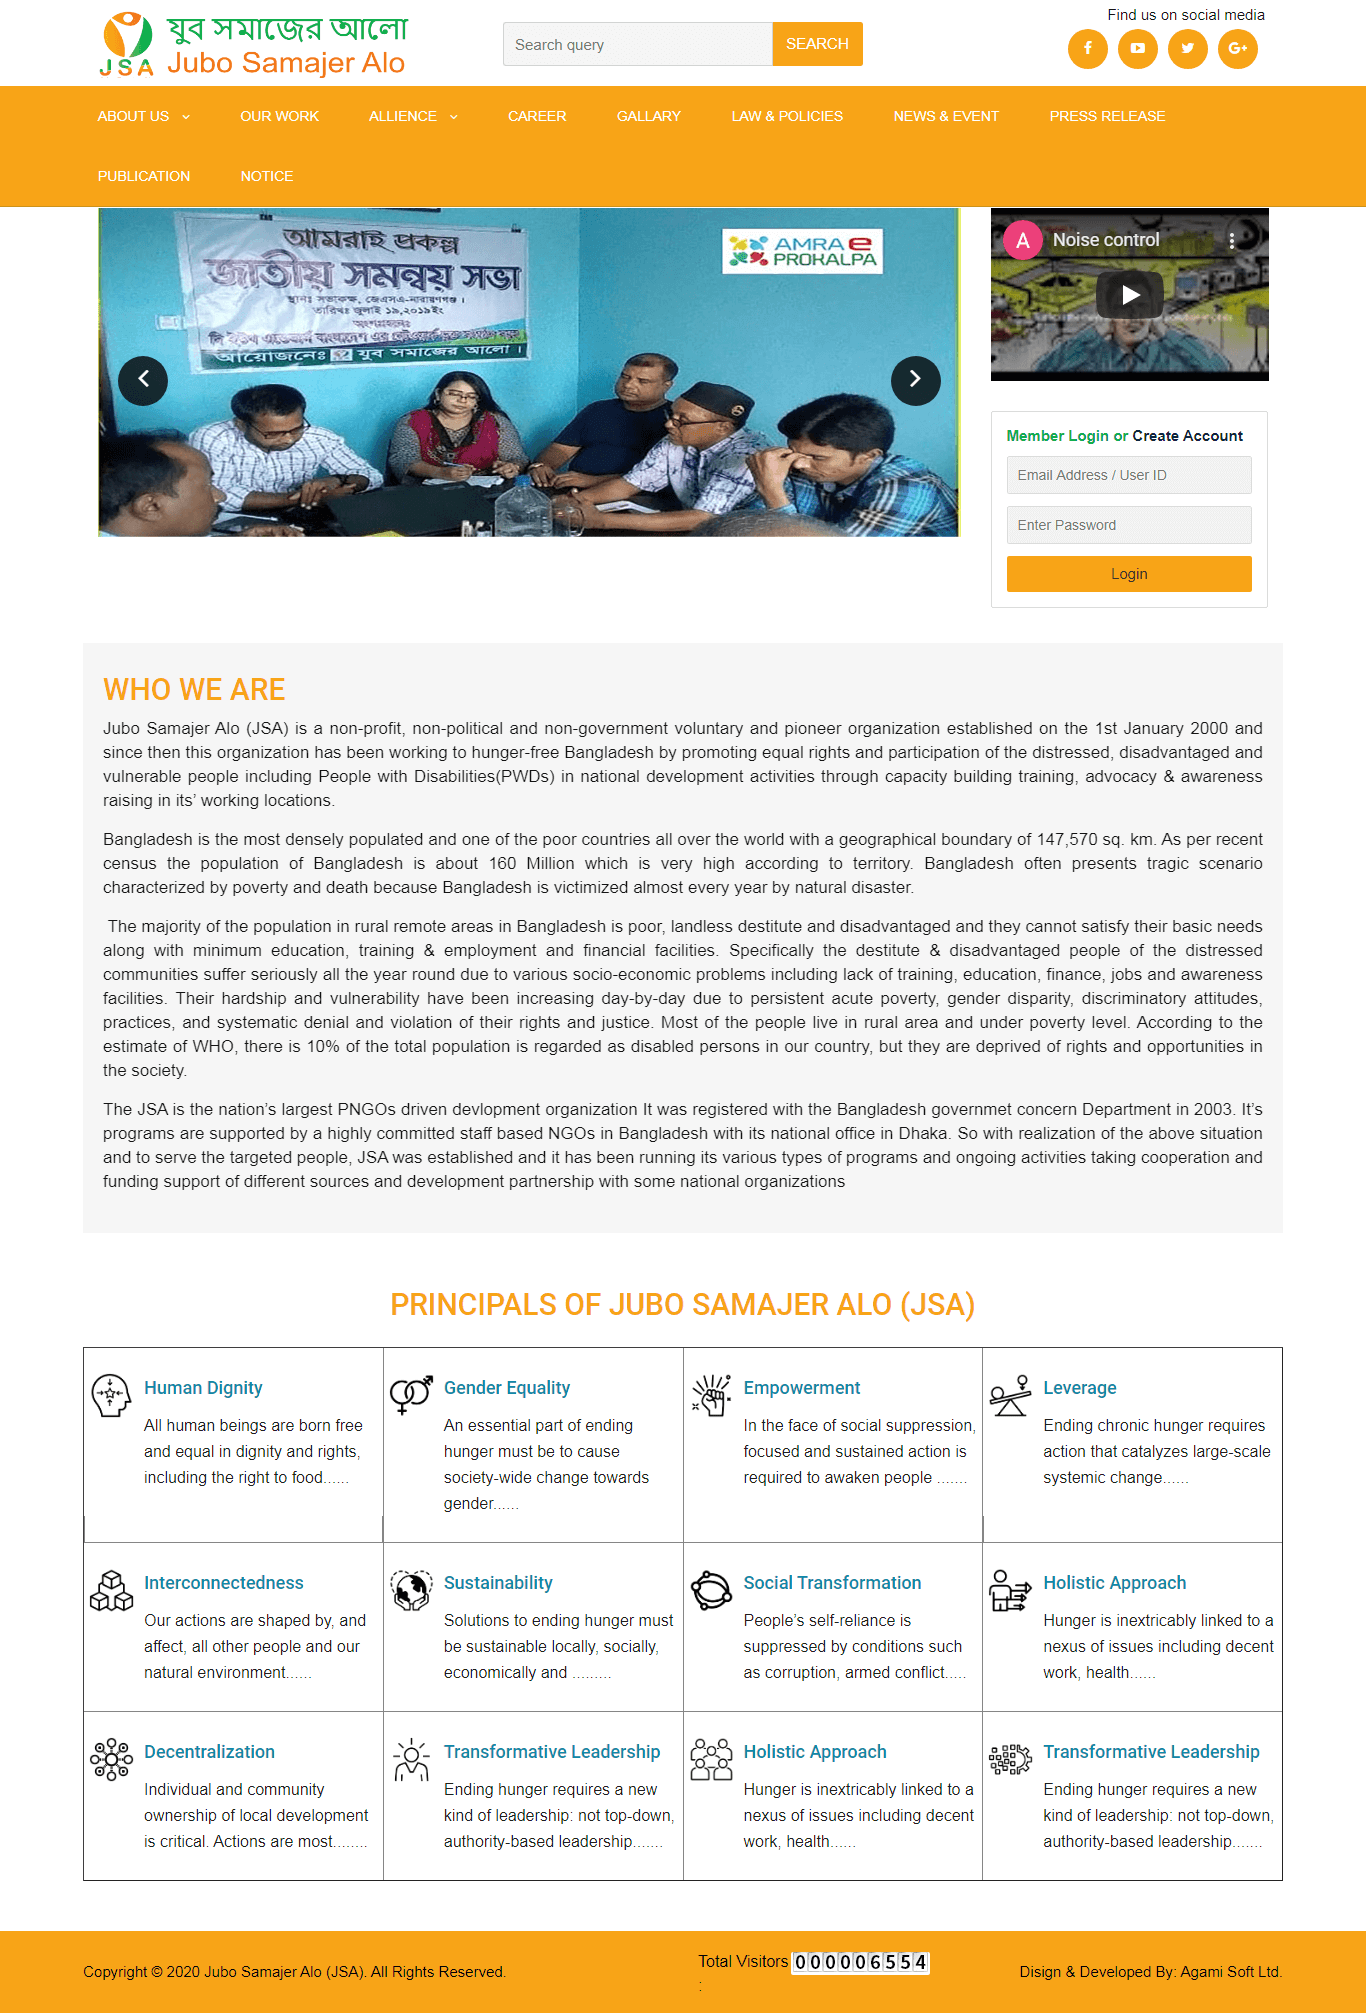 যুব সমাজের আলো
Jubo Samajer Alo
JSA
Search query
SEARCH
Find us on social media
ABOUT US
OUR WORK
ALLIENCE
CAREER
GALLARY
LAW & POLICIES
NEWS & EVENT
PRESS RELEASE
PUBLICATION
NOTICE
আমরাই প্রকল্প
জাতীয় সমন্বয় সভা
স্থানঃ সভাকক্ষ, জেএসএ-নারায়ণগঞ্জ ।
তারিখঃ জুলাই ১৯,২০১৯ইং
আয়োজনেঃ যুব সমাজের আলো ।
AMRA e
PROKALPA
A Noise control
Member Login or Create Account
Email Address / User ID
Enter Password
Login
WHO WE ARE
Jubo Samajer Alo (JSA) is a non-profit, non-political and non-government voluntary and pioneer organization established on the 1st January 2000 and
since then this organization has been working to hunger-free Bangladesh by promoting equal rights and participation of the distressed, disadvantaged and
vulnerable people including People with Disabilities(PWDs) in national development activities through capacity building training, advocacy & awareness
raising in its’ working locations.
Bangladesh is the most densely populated and one of the poor countries all over the world with a geographical boundary of 147,570 sq. km. As per recent
census the population of Bangladesh is about 160 Million which is very high according to territory. Bangladesh often presents tragic scenario
characterized by poverty and death because Bangladesh is victimized almost every year by natural disaster.
The majority of the population in rural remote areas in Bangladesh is poor, landless destitute and disadvantaged and they cannot satisfy their basic needs
along with minimum education, training & employment and financial facilities. Specifically the destitute & disadvantaged people of the distressed
communities suffer seriously all the year round due to various socio-economic problems including lack of training, education, finance, jobs and awareness
facilities. Their hardship and vulnerability have been increasing day-by-day due to persistent acute poverty, gender disparity, discriminatory attitudes,
practices, and systematic denial and violation of their rights and justice. Most of the people live in rural area and under poverty level. According to the
estimate of WHO, there is 10% of the total population is regarded as disabled persons in our country, but they are deprived of rights and opportunities in
the society.
The JSA is the nation’s largest PNGOs driven devlopment organization It was registered with the Bangladesh governmet concern Department in 2003. It’s
programs are supported by a highly committed staff based NGOs in Bangladesh with its national office in Dhaka. So with realization of the above situation
and to serve the targeted people, JSA was established and it has been running its various types of programs and ongoing activities taking cooperation and
funding support of different sources and development partnership with some national organizations
PRINCIPALS OF JUBO SAMAJER ALO (JSA)
Human Dignity
All human beings are born free
and equal in dignity and rights,
including the right to food......
Gender Equality
An essential part of ending
hunger must be to cause
society-wide change towards
gender......
Empowerment
In the face of social suppression,
focused and sustained action is
required to awaken people .......
Leverage
Ending chronic hunger requires
action that catalyzes large-scale
systemic change......
Interconnectedness
Our actions are shaped by, and
affect, all other people and our
natural environment......
Sustainability
Solutions to ending hunger must
be sustainable locally, socially,
economically and .........
Social Transformation
People’s self-reliance is
suppressed by conditions such
as corruption, armed conflict.....
Holistic Approach
Hunger is inextricably linked to a
nexus of issues including decent
work, health......
Decentralization
Individual and community
ownership of local development
is critical. Actions are most........
Transformative Leadership
Ending hunger requires a new
kind of leadership: not top-down,
authority-based leadership.......
Holistic Approach
Hunger is inextricably linked to a
nexus of issues including decent
work, health......
Transformative Leadership
Ending hunger requires a new
kind of leadership: not top-down,
authority-based leadership.......
Copyright © 2020 Jubo Samajer Alo (JSA). All Rights Reserved.
Total Visitors 000006554
:
Disign & Developed By: Agami Soft Ltd.